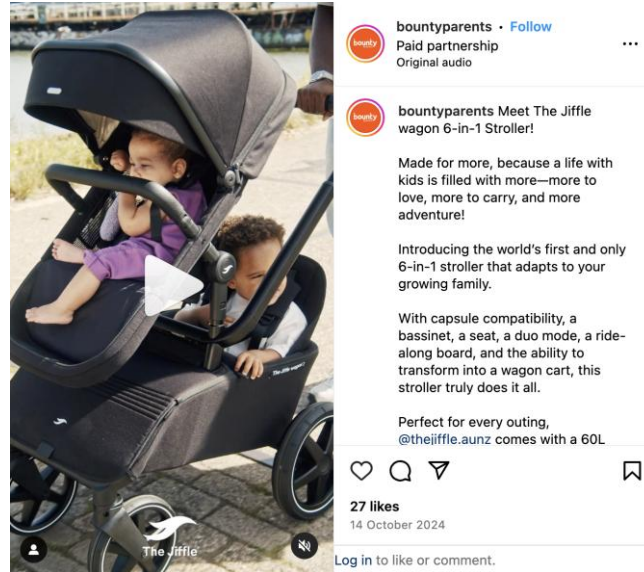 bountyparents • Follow
Paid partnership
Original audio
bounty
bounty
bountyparents Meet The Jiffle
wagon 6-in-1 Stroller!
Made for more, because a life with
kids is filled with more—more to
love, more to carry, and more
adventure!
Introducing the world's first and only
6-in-1 stroller that adapts to your
growing family.
With capsule compatibility, a
bassinet, a seat, a duo mode, a ride-
along board, and the ability to
transform into a wagon cart, this
stroller truly does it all.
Perfect for every outing,
@thejiffle.aunz comes with a 60L
27 likes
14 October 2024
Log in to like or comment.
The Jiffle wagon
The Jiffle